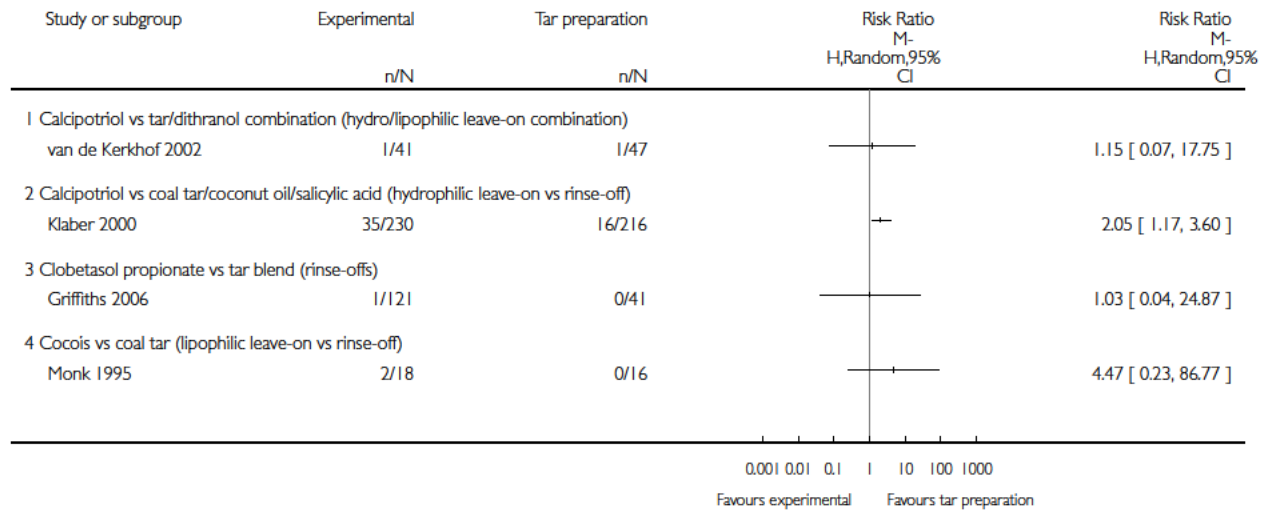 Study or subgroup Experimental Tar preparation Risk Ratio Risk Ratio
M- M-
H,Random,95% H,Random,95%
n/N n/N CI CI
1 Calcipotriol vs tar/dithranol combination (hydro/lipophilic leave-on combination)
van de Kerkhof 2002 1/41 1/47 1.15 [ 0.07, 17.75 ]
2 Calcipotriol vs coal tar/coconut oil/salicylic acid (hydrophilic leave-on vs rinse-off)
Klaber 2000 35/230 16/216 2.05 [ 1.17, 3.60 ]
3 Clobetasol propionate vs tar blend (rinse-offs)
Griffiths 2006 1/121 0/41 1.03 [ 0.04, 24.87 ]
4 Cocois vs coal tar (lipophilic leave-on vs rinse-off)
Monk 1995 2/18 0/16 4.47 [ 0.23, 86.77 ]
0.001 0.01 0.1 1 10 100 1000
Favours experimental Favours tar preparation